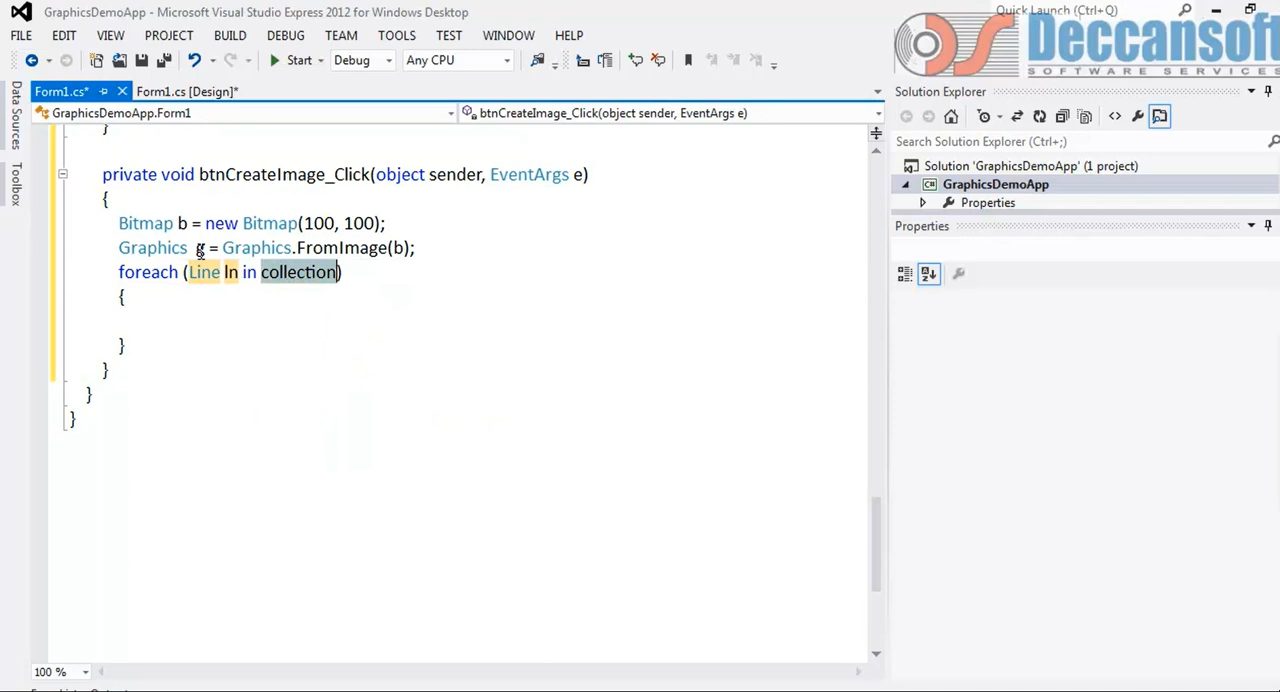 GraphicsDemoApp - Microsoft Visual Studio Express 2012 for Windows Desktop
Quick Launch (Ctrl+Q)
Deccansoft
SOFTWARE SERVICES
FILE EDIT VIEW PROJECT BUILD DEBUG TEAM TOOLS TEST WINDOW HELP
Start Debug Any CPU
Form1.cs* Form1.cs [Design]*
Solution Explorer
GraphicsDemoApp.Form1 btnCreateImage_Click(object sender, EventArgs e)
Data Sources
Toolbox
Search Solution Explorer (Ctrl+;)
Solution 'GraphicsDemoApp' (1 project)
C# GraphicsDemoApp
Properties
Properties
}
private void btnCreateImage_Click(object sender, EventArgs e)
{
Bitmap b = new Bitmap(100, 100);
Graphics g = Graphics.FromImage(b);
foreach (Line ln in collection)
{
}
}
}
}
100 %